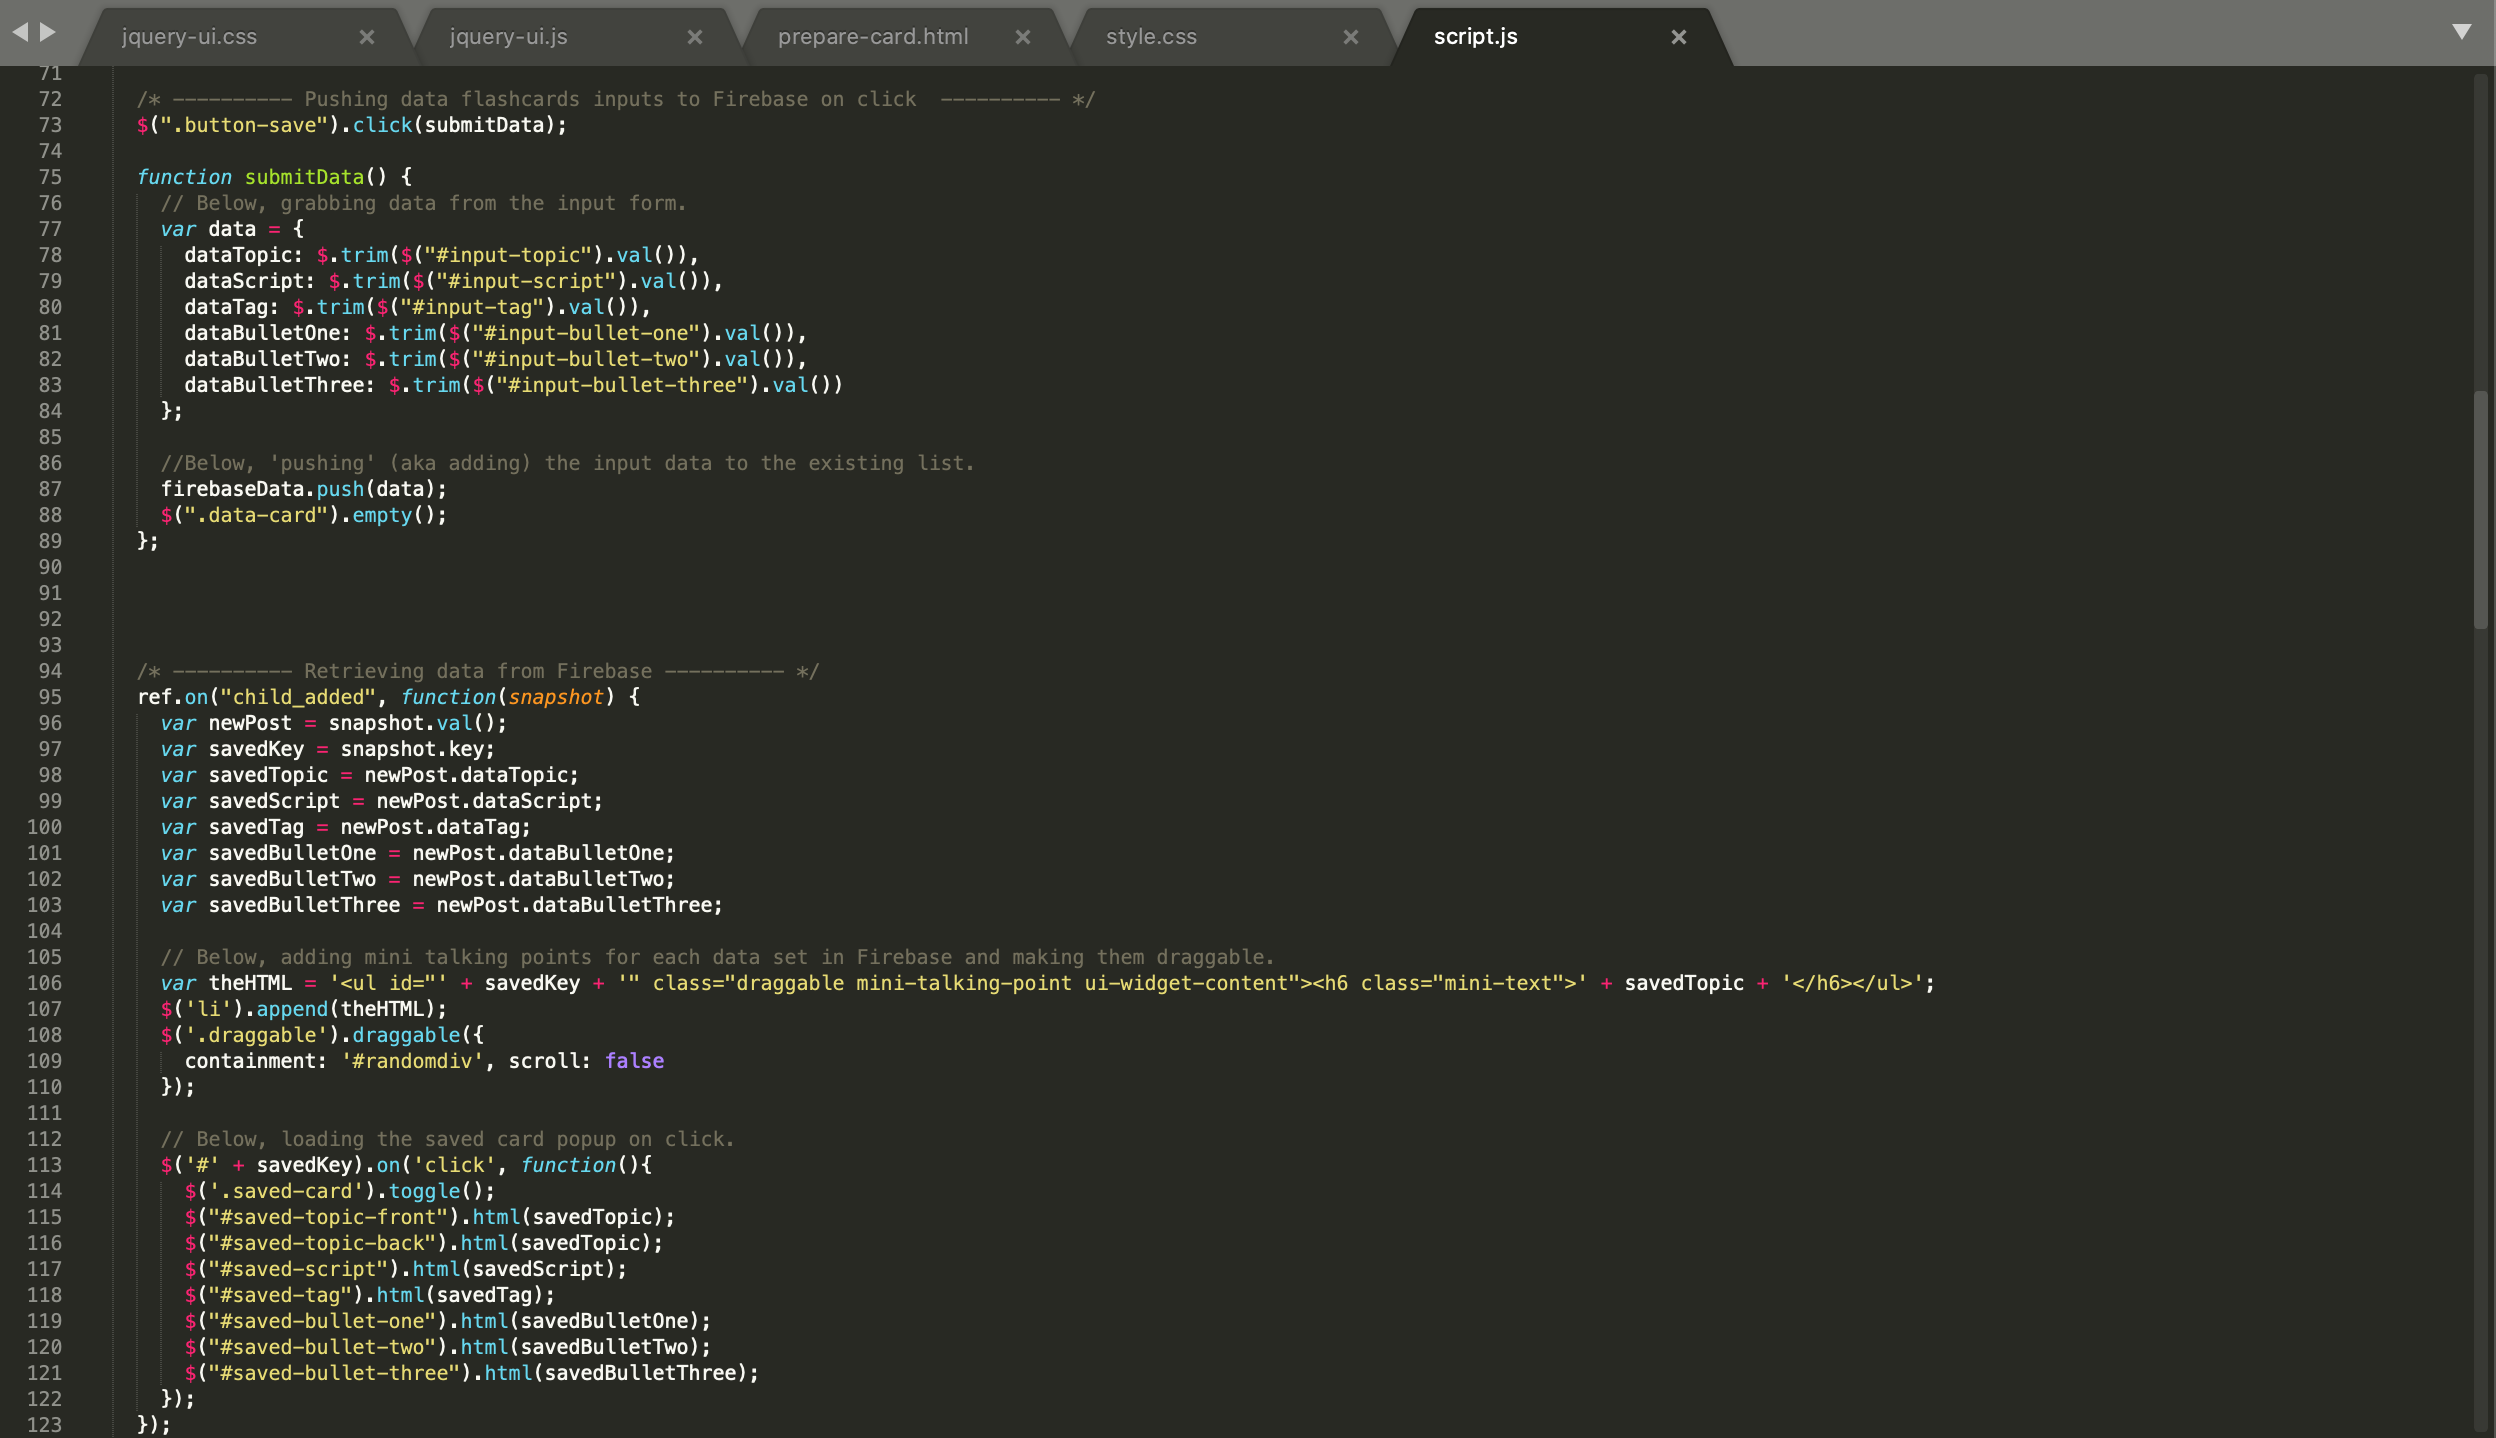 jquery-ui.css × jquery-ui.js × prepare-card.html × style.css × script.js ×
71
72 /* ---------- Pushing data flashcards inputs to Firebase on click  ---------- */
73 $(".button-save").click(submitData);
74
75 function submitData() {
76   // Below, grabbing data from the input form.
77   var data = {
78     dataTopic: $.trim($("#input-topic").val()),
79     dataScript: $.trim($("#input-script").val()),
80     dataTag: $.trim($("#input-tag").val()),
81     dataBulletOne: $.trim($("#input-bullet-one").val()),
82     dataBulletTwo: $.trim($("#input-bullet-two").val()),
83     dataBulletThree: $.trim($("#input-bullet-three").val())
84   };
85
86   //Below, 'pushing' (aka adding) the input data to the existing list.
87   firebaseData.push(data);
88   $(".data-card").empty();
89 };
90
91
92
93
94 /* ---------- Retrieving data from Firebase ---------- */
95 ref.on("child_added", function(snapshot) {
96   var newPost = snapshot.val();
97   var savedKey = snapshot.key;
98   var savedTopic = newPost.dataTopic;
99   var savedScript = newPost.dataScript;
100   var savedTag = newPost.dataTag;
101   var savedBulletOne = newPost.dataBulletOne;
102   var savedBulletTwo = newPost.dataBulletTwo;
103   var savedBulletThree = newPost.dataBulletThree;
104
105   // Below, adding mini talking points for each data set in Firebase and making them draggable.
106   var theHTML = '<ul id="' + savedKey + '" class="draggable mini-talking-point ui-widget-content"><h6 class="mini-text">' + savedTopic + '</h6></ul>';
107   $('li').append(theHTML);
108   $('.draggable').draggable({
109     containment: '#randomdiv', scroll: false
110   });
111
112   // Below, loading the saved card popup on click.
113   $('#' + savedKey).on('click', function(){
114     $('.saved-card').toggle();
115     $("#saved-topic-front").html(savedTopic);
116     $("#saved-topic-back").html(savedTopic);
117     $("#saved-script").html(savedScript);
118     $("#saved-tag").html(savedTag);
119     $("#saved-bullet-one").html(savedBulletOne);
120     $("#saved-bullet-two").html(savedBulletTwo);
121     $("#saved-bullet-three").html(savedBulletThree);
122   });
123 });